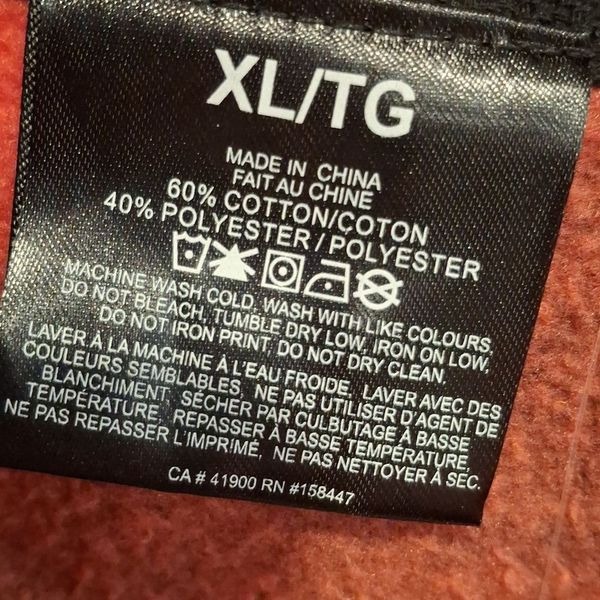 XL/TG
MADE IN CHINA
FAIT AU CHINE
60% COTTON/COTON
40% POLYESTER / POLYESTER
MACHINE WASH COLD, WASH WITH LIKE COLOURS,
DO NOT BLEACH, TUMBLE DRY LOW, IRON ON LOW,
DO NOT IRON PRINT, DO NOT DRY CLEAN.
LAVER À LA MACHINE À L'EAU FROIDE, LAVER AVEC DES
COULEURS SEMBLABLES, NE PAS UTILISER D'AGENT DE
BLANCHIMENT, SÉCHER PAR CULBUTAGE À BASSE
TEMPÉRATURE, REPASSER À BASSE TEMPÉRATURE,
NE PAS REPASSER L'IMPRIMÉ, NE PAS NETTOYER À SEC.
CA # 41900 RN #158447